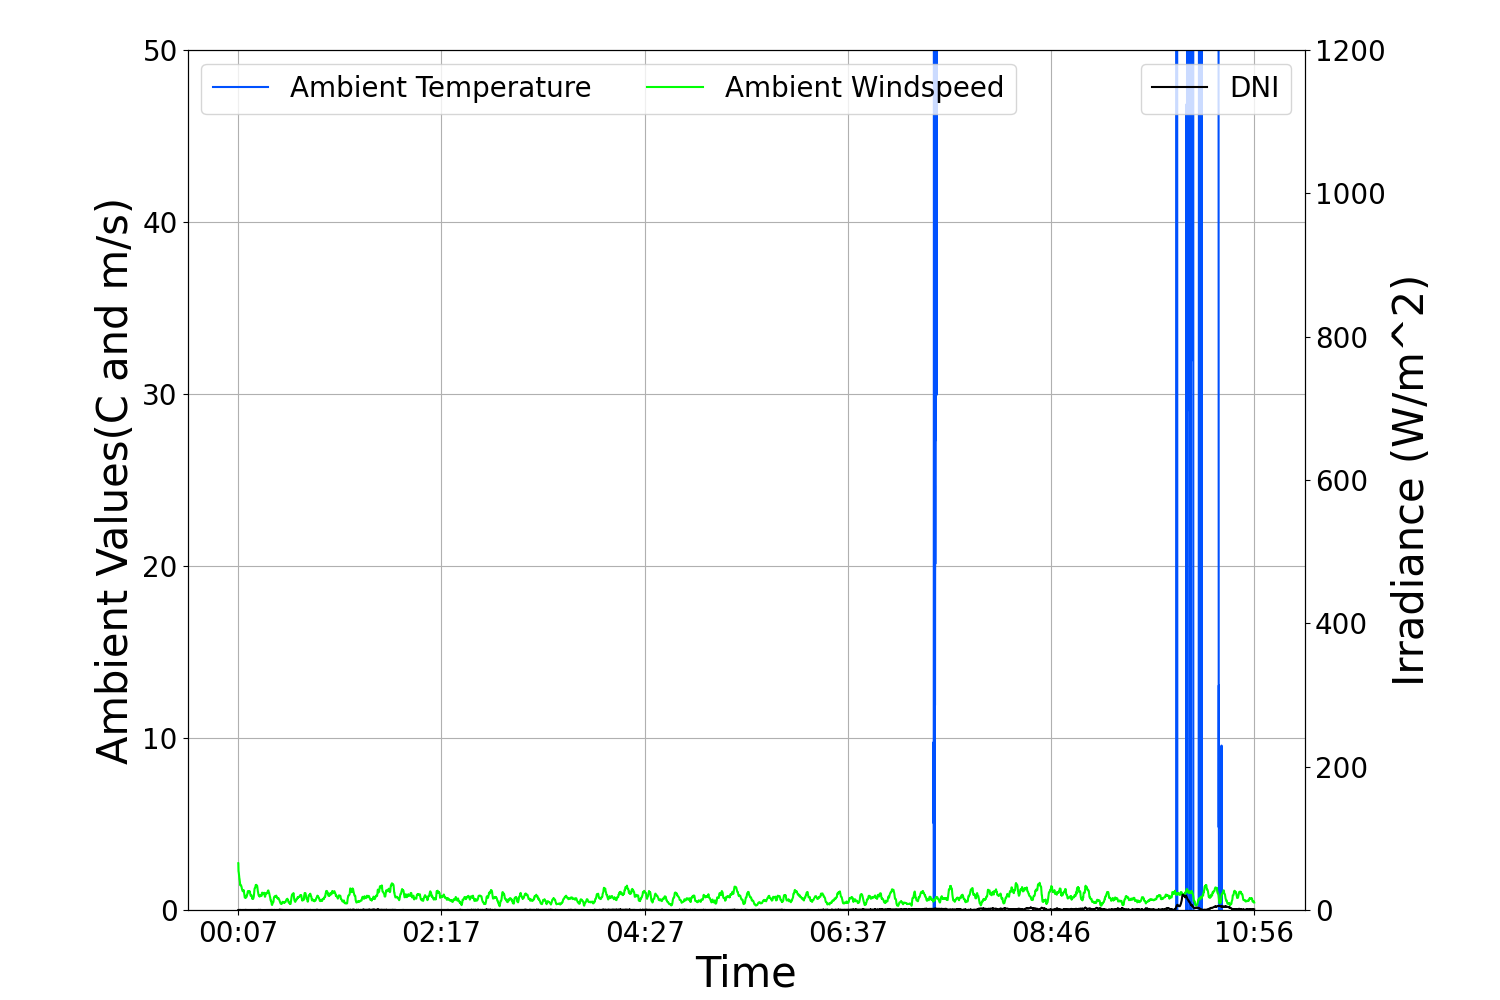 Ambient Temperature Ambient Windspeed DNI
Ambient Values(C and m/s)
50
40
30
20
10
0
1200
1000
800
600
400
200
0
Irradiance (W/m^2)
00:07 02:17 04:27 06:37 08:46 10:56
Time